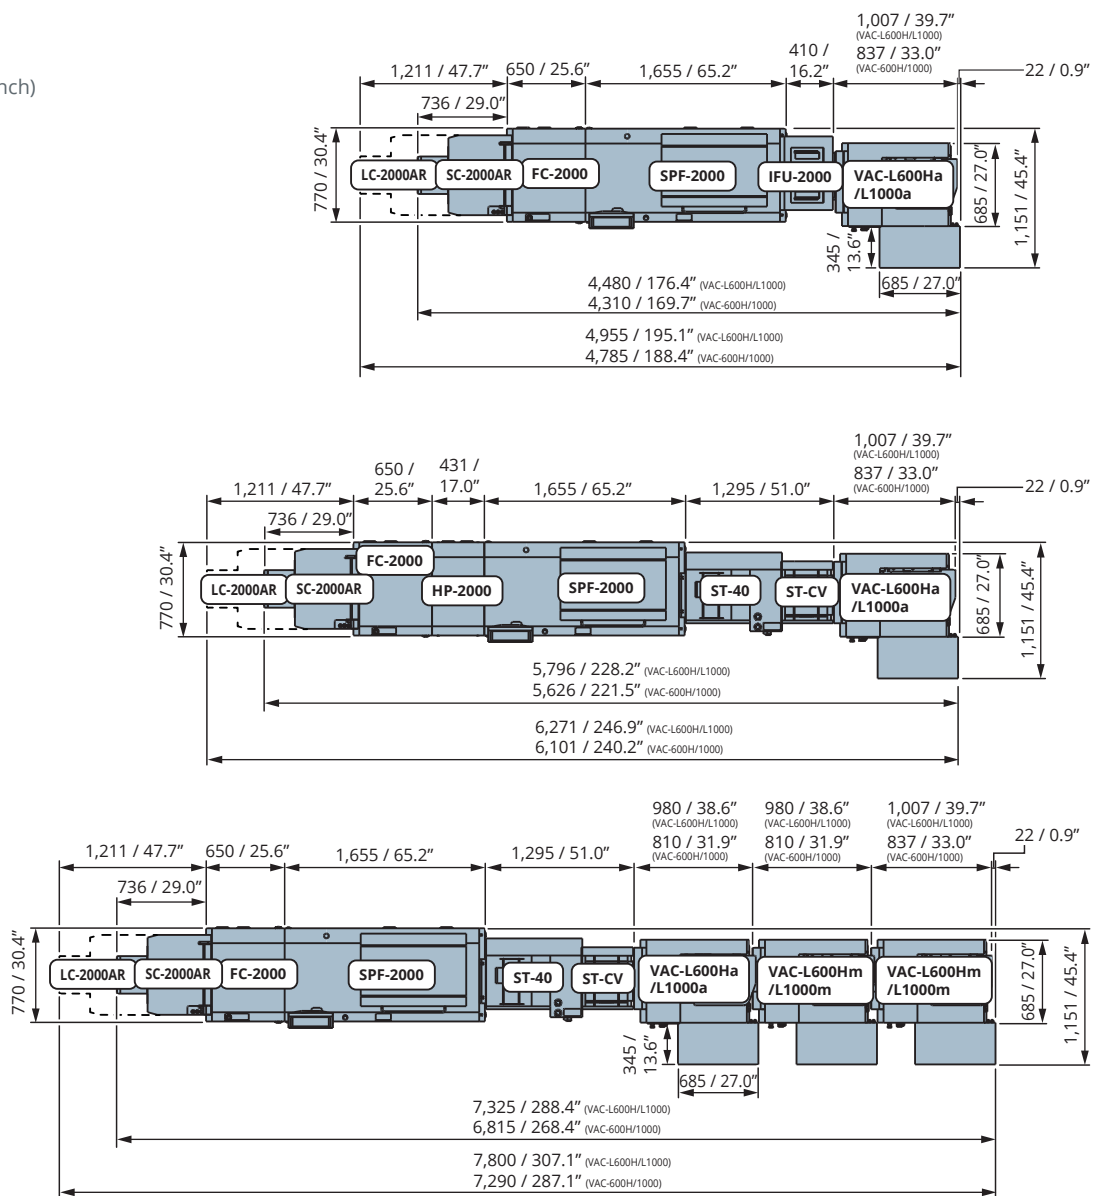 nch)
1,007 / 39.7”
(VAC-L600H/L1000)
837 / 33.0”
(VAC-600H/1000)
410 /
16.2”
1,211 / 47.7”
650 / 25.6”
1,655 / 65.2”
22 / 0.9”
736 / 29.0”
770 / 30.4”
LC-2000AR
SC-2000AR
FC-2000
SPF-2000
IFU-2000
VAC-L600Ha
/L1000a
685 / 27.0”
1,151 / 45.4”
345 /
13.6”
685 / 27.0”
4,480 / 176.4” (VAC-L600H/L1000)
4,310 / 169.7” (VAC-600H/1000)
4,955 / 195.1” (VAC-L600H/L1000)
4,785 / 188.4” (VAC-600H/1000)
1,007 / 39.7”
(VAC-L600H/L1000)
837 / 33.0”
(VAC-600H/1000)
1,211 / 47.7”
650 /
25.6”
431 /
17.0”
1,655 / 65.2”
1,295 / 51.0”
22 / 0.9”
736 / 29.0”
770 / 30.4”
LC-2000AR
SC-2000AR
FC-2000
HP-2000
SPF-2000
ST-40
ST-CV
VAC-L600Ha
/L1000a
685 / 27.0”
1,151 / 45.4”
5,796 / 228.2” (VAC-L600H/L1000)
5,626 / 221.5” (VAC-600H/1000)
6,271 / 246.9” (VAC-L600H/L1000)
6,101 / 240.2” (VAC-600H/1000)
980 / 38.6”
(VAC-L600H/L1000)
810 / 31.9”
(VAC-600H/1000)
980 / 38.6”
(VAC-L600H/L1000)
810 / 31.9”
(VAC-600H/1000)
1,007 / 39.7”
(VAC-L600H/L1000)
837 / 33.0”
(VAC-600H/1000)
22 / 0.9”
1,211 / 47.7”
650 / 25.6”
1,655 / 65.2”
1,295 / 51.0”
736 / 29.0”
770 / 30.4”
LC-2000AR
SC-2000AR
FC-2000
SPF-2000
ST-40
ST-CV
VAC-L600Ha
/L1000a
VAC-L600Hm
/L1000m
VAC-L600Hm
/L1000m
685 / 27.0”
1,151 / 45.4”
345 /
13.6”
685 / 27.0”
7,325 / 288.4” (VAC-L600H/L1000)
6,815 / 268.4” (VAC-600H/1000)
7,800 / 307.1” (VAC-L600H/L1000)
7,290 / 287.1” (VAC-600H/1000)